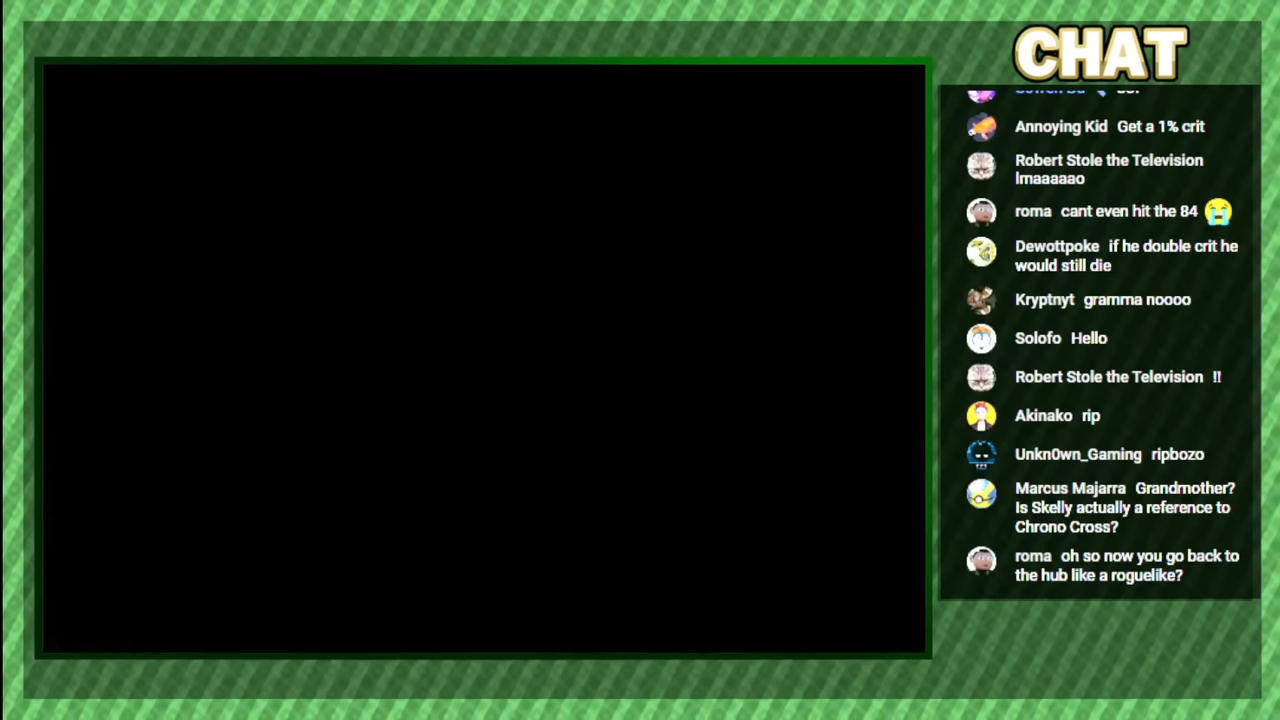 CHAT
Annoying Kid Get a 1% crit
Robert Stole the Television
lmaaaaao
roma cant even hit the 84
Dewottpoke if he double crit he
would still die
Kryptnyt gramma noooo
Solofo Hello
Robert Stole the Television !!
Akinako rip
Unkn0wn_Gaming ripbozo
Marcus Majarra Grandmother?
Is Skelly actually a reference to
Chrono Cross?
roma oh so now you go back to
the hub like a roguelike?